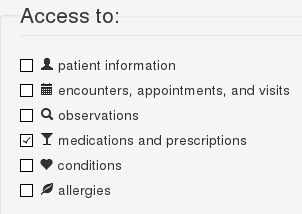 Access to:
patient information
encounters, appointments, and visits
observations
medications and prescriptions
conditions
allergies